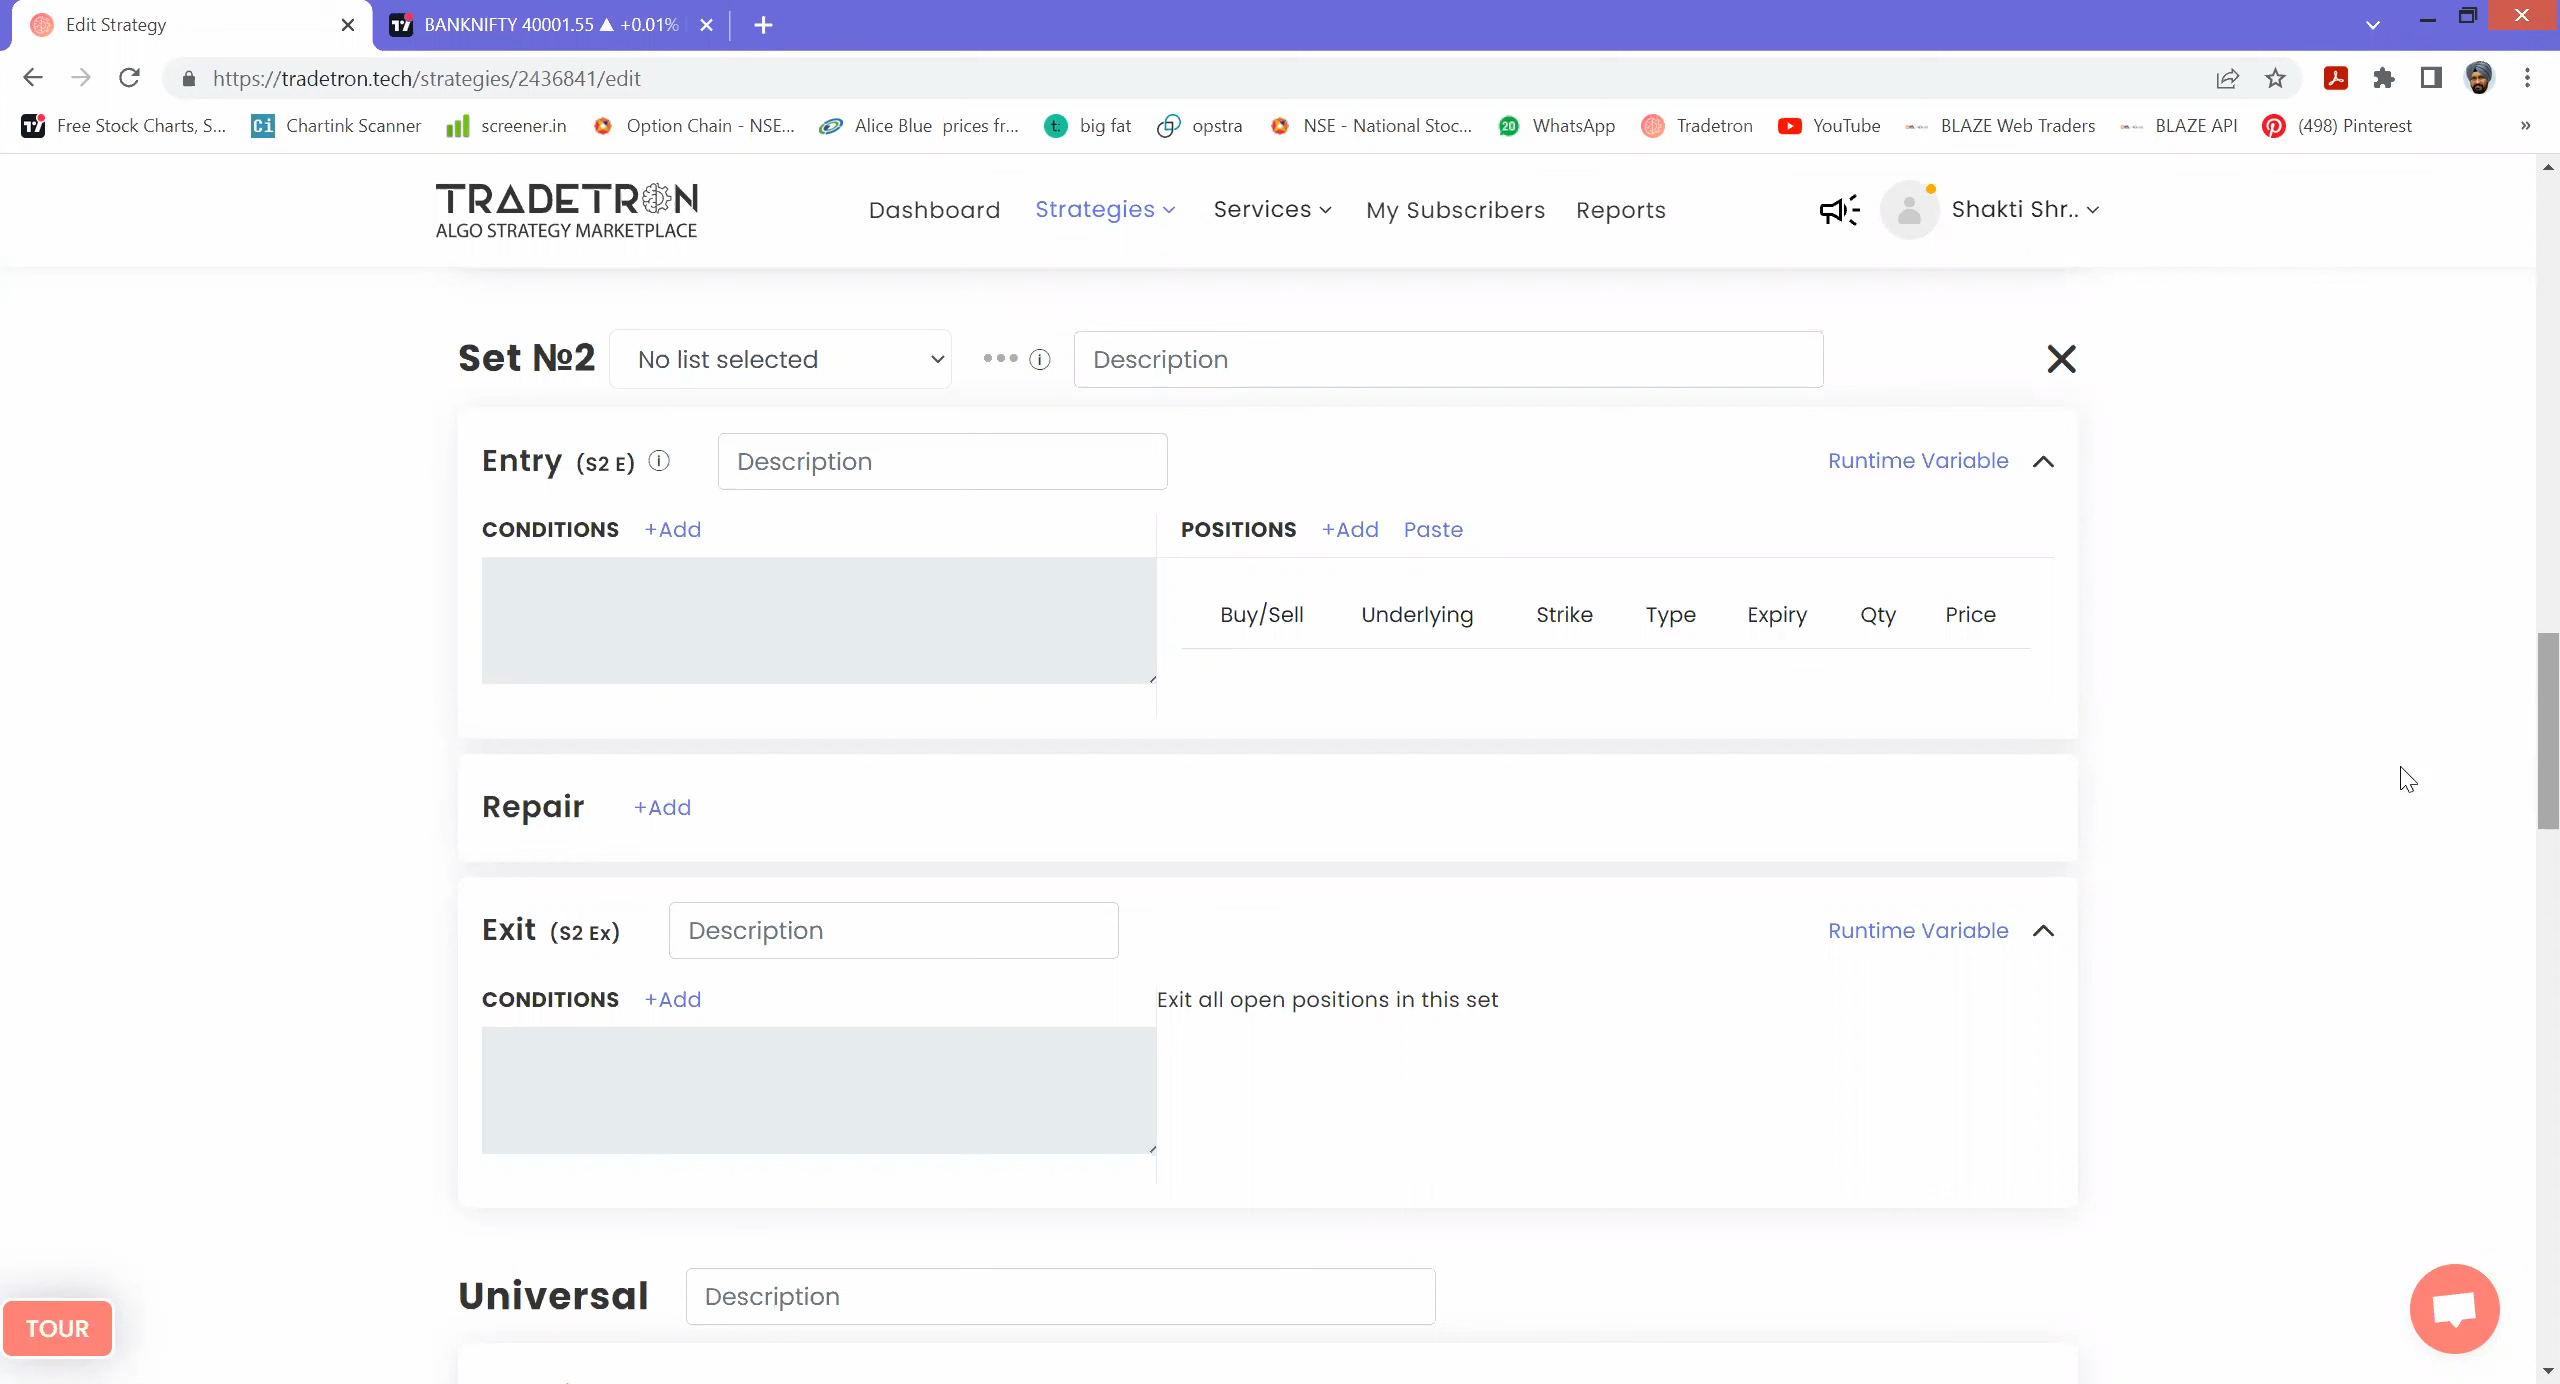 Edit Strategy
BANKNIFTY 40001.55 ▲ +0.01%
https://tradetron.tech/strategies/2436841/edit
Free Stock Charts, S...
Chartink Scanner
screener.in
Option Chain - NSE...
Alice Blue prices fr...
big fat
opstra
NSE - National Stoc...
WhatsApp
Tradetron
YouTube
BLAZE Web Traders
BLAZE API
(498) Pinterest
»
TRADETRON
ALGO STRATEGY MARKETPLACE
Dashboard
Strategies
Services
My Subscribers
Reports
Shakti Shr..
Set №2
No list selected
Description
Entry (S2 E)
Description
Runtime Variable
CONDITIONS +Add
POSITIONS +Add Paste
Buy/Sell Underlying Strike Type Expiry Qty Price
Repair +Add
Exit (S2 Ex)
Description
Runtime Variable
CONDITIONS +Add
Exit all open positions in this set
Universal
Description
TOUR